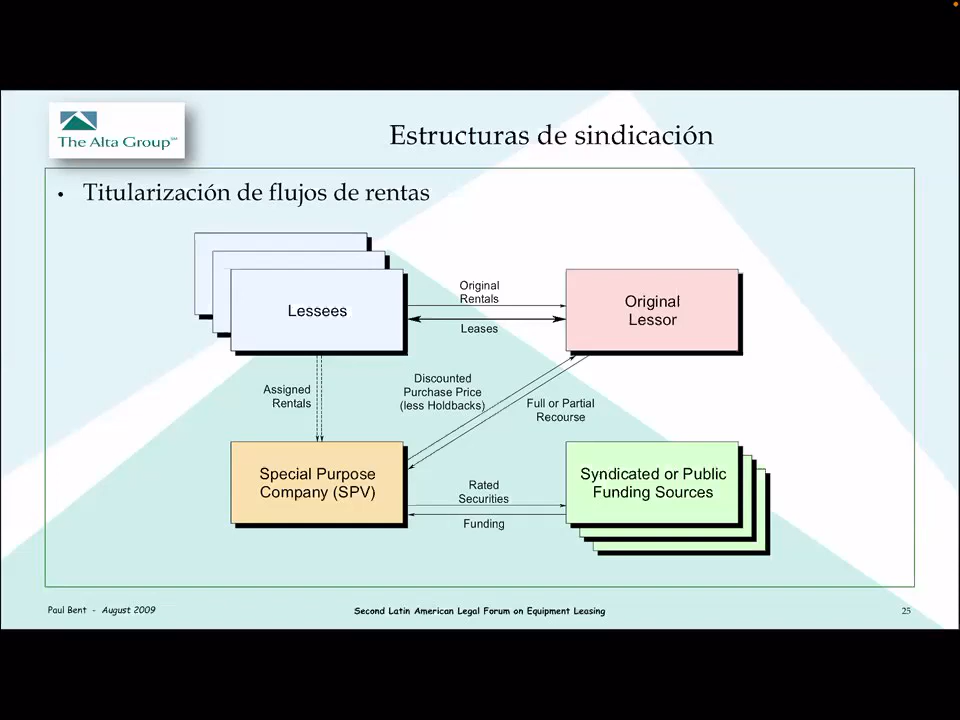 The Alta Group℠
Estructuras de sindicación
• Titularización de flujos de rentas
Lessees
Original
Rentals
Leases
Original
Lessor
Assigned
Rentals
Discounted
Purchase Price
(less Holdbacks)
Full or Partial
Recourse
Special Purpose
Company (SPV)
Rated
Securities
Funding
Syndicated or Public
Funding Sources
Paul Bent - August 2009
Second Latin American Legal Forum on Equipment Leasing
25